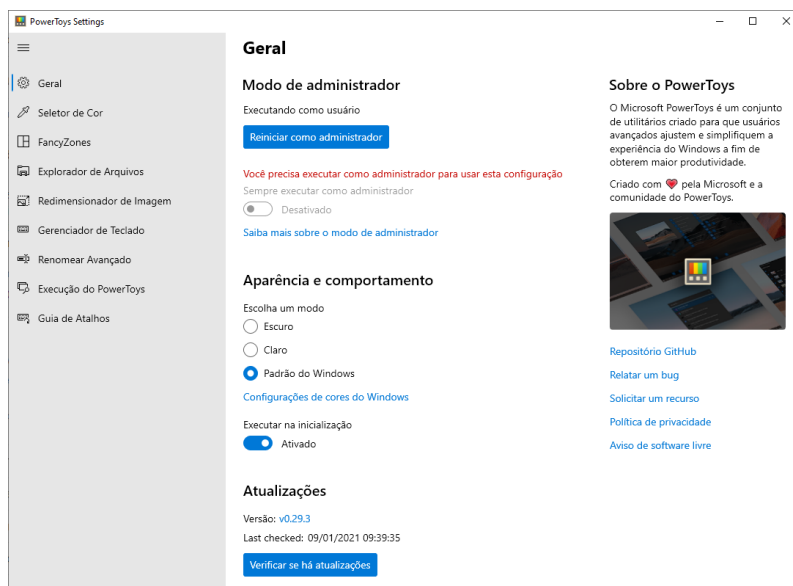 PowerToys Settings
Geral
Seletor de Cor
FancyZones
Explorador de Arquivos
Redimensionador de Imagem
Gerenciador de Teclado
Renomear Avançado
Execução do PowerToys
Guia de Atalhos
Geral
Modo de administrador
Executando como usuário
Reiniciar como administrador
Você precisa executar como administrador para usar esta configuração
Sempre executar como administrador
Desativado
Saiba mais sobre o modo de administrador
Aparência e comportamento
Escolha um modo
Escuro
Claro
Padrão do Windows
Configurações de cores do Windows
Executar na inicialização
Ativado
Atualizações
Versão: v0.29.3
Last checked: 09/01/2021 09:39:35
Verificar se há atualizações
Sobre o PowerToys
O Microsoft PowerToys é um conjunto
de utilitários criado para que usuários
avançados ajustem e simplifiquem a
experiência do Windows a fim de
obterem maior produtividade.
Criado com 💗 pela Microsoft e a
comunidade do PowerToys.
Repositório GitHub
Relatar um bug
Solicitar um recurso
Política de privacidade
Aviso de software livre